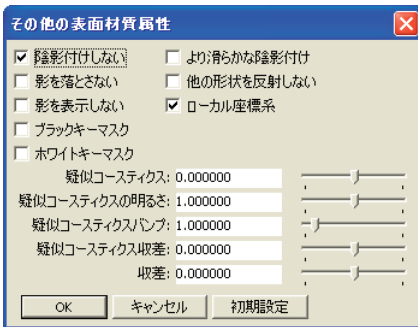 その他の表面材質属性
陰影付けしない　より滑らかな陰影付け
影を落とさない　他の形状を反射しない
影を表示しない　ローカル座標系
ブラックキーマスク
ホワイトキーマスク
疑似コースティクス: 0.000000
疑似コースティクスの明るさ: 1.000000
疑似コースティクスバンプ: 1.000000
疑似コースティクス収差: 0.000000
収差: 0.000000
OK　キャンセル　初期設定